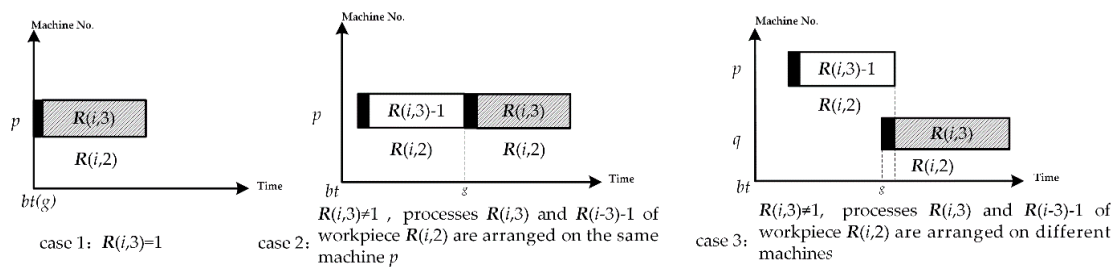 Machine No.
p
R(i,3)
R(i,2)
Time
bt(g)
case 1: R(i,3)=1
Machine No.
p
R(i,3)-1
R(i,3)
R(i,2)
R(i,2)
Time
bt
g
case 2:
R(i,3)≠1 , processes R(i,3) and R(i-3)-1 of
workpiece R(i,2) are arranged on the same
machine p
Machine No.
p
R(i,3)-1
R(i,2)
q
R(i,3)
R(i,2)
Time
bt
g
case 3:
R(i,3)≠1, processes R(i,3) and R(i-3)-1 of
workpiece R(i,2) are arranged on different
machines